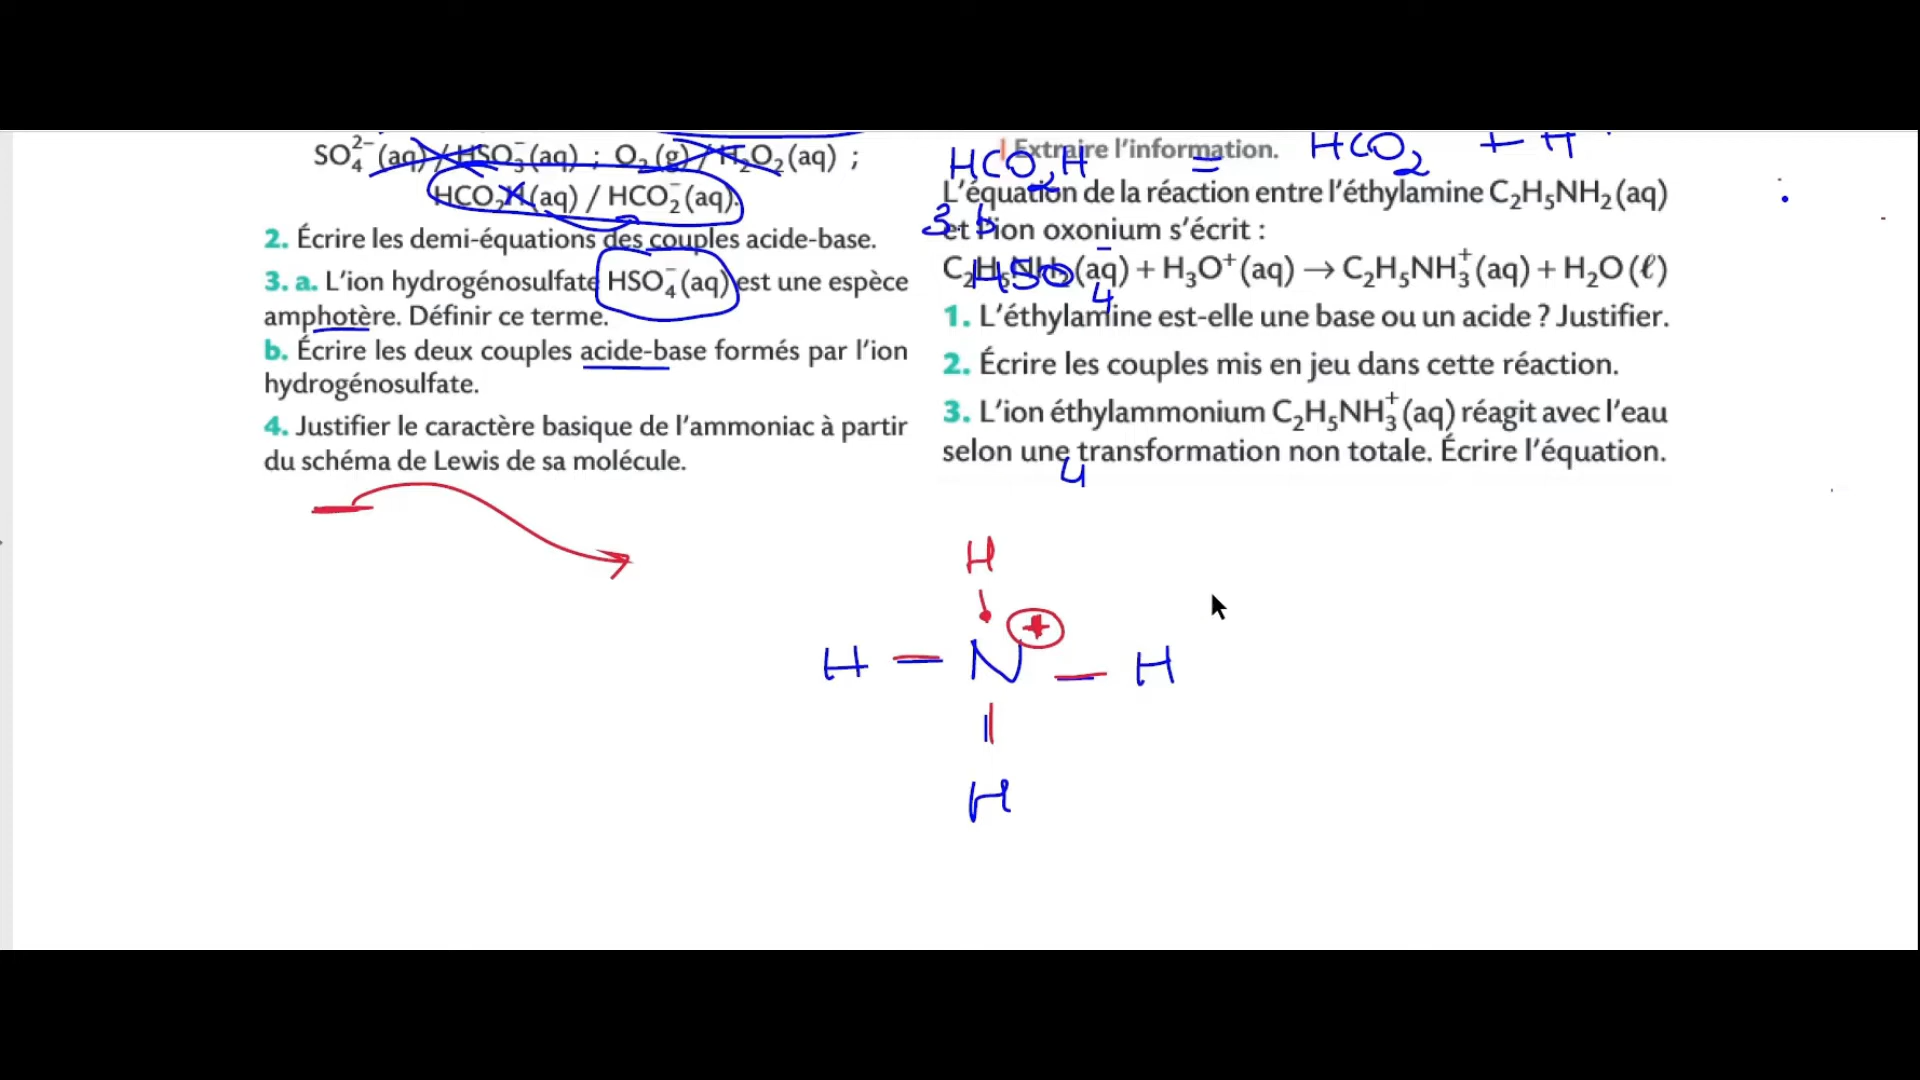 SO₄²⁻(aq) / HSO₃⁻(aq) ; O₂(g) / H₂O₂(aq) ;
HCO₂H(aq) / HCO₂⁻(aq).
2. Écrire les demi-équations des couples acide-base.
3. a. L'ion hydrogénosulfate HSO₄⁻(aq) est une espèce
amphotère. Définir ce terme.
b. Écrire les deux couples acide-base formés par l'ion
hydrogénosulfate.
4. Justifier le caractère basique de l'ammoniac à partir
du schéma de Lewis de sa molécule.
HCO₂H = HCO₂ + H
Extraire l'information.
L'équation de la réaction entre l'éthylamine C₂H₅NH₂(aq)
3.b
et l'ion oxonium s'écrit :
C₂H₅NH₂(aq) + H₃O⁺(aq) → C₂H₅NH₃⁺(aq) + H₂O(ℓ)
HSO₄⁻
1. L'éthylamine est-elle une base ou un acide ? Justifier.
2. Écrire les couples mis en jeu dans cette réaction.
3. L'ion éthylammonium C₂H₅NH₃⁺(aq) réagit avec l'eau
selon une transformation non totale. Écrire l'équation.
4
H
+
H – N – H
H